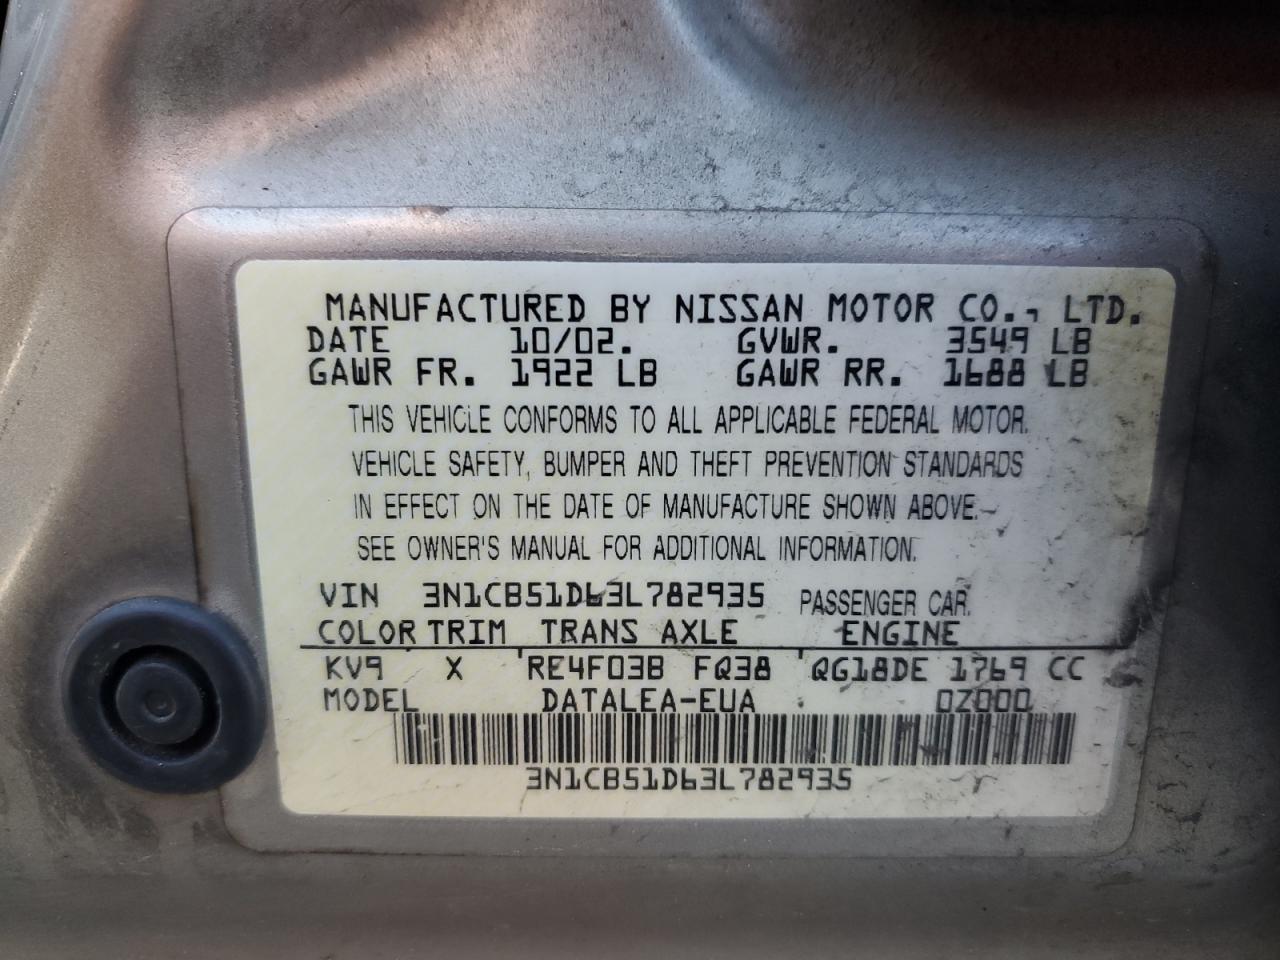 MANUFACTURED BY NISSAN MOTOR CO., LTD.
DATE 10/02. GVWR. 3549 LB
GAWR FR. 1922 LB GAWR RR. 1688 LB
THIS VEHICLE CONFORMS TO ALL APPLICABLE FEDERAL MOTOR.
VEHICLE SAFETY, BUMPER AND THEFT PREVENTION STANDARDS
IN EFFECT ON THE DATE OF MANUFACTURE SHOWN ABOVE.
SEE OWNER'S MANUAL FOR ADDITIONAL INFORMATION.
VIN 3N1CB51D63L782935 PASSENGER CAR.
COLOR TRIM TRANS AXLE ENGINE
KV9 X RE4F03B FQ38 QG18DE 1769 CC
MODEL DATALEA-EUA 0Z000
3N1CB51D63L782935